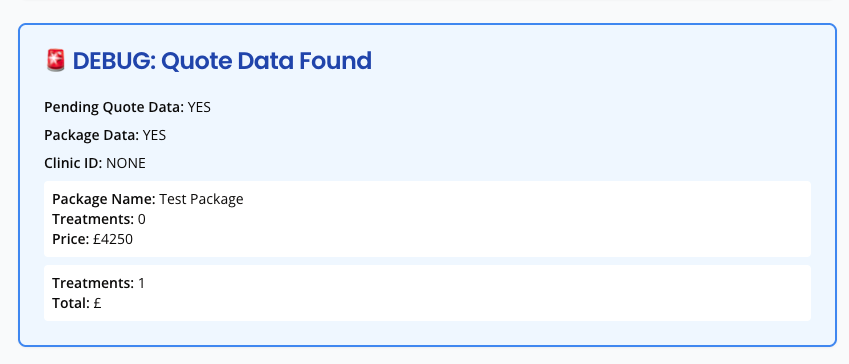 🚨 DEBUG: Quote Data Found
Pending Quote Data: YES
Package Data: YES
Clinic ID: NONE
Package Name: Test Package
Treatments: 0
Price: £4250
Treatments: 1
Total: £